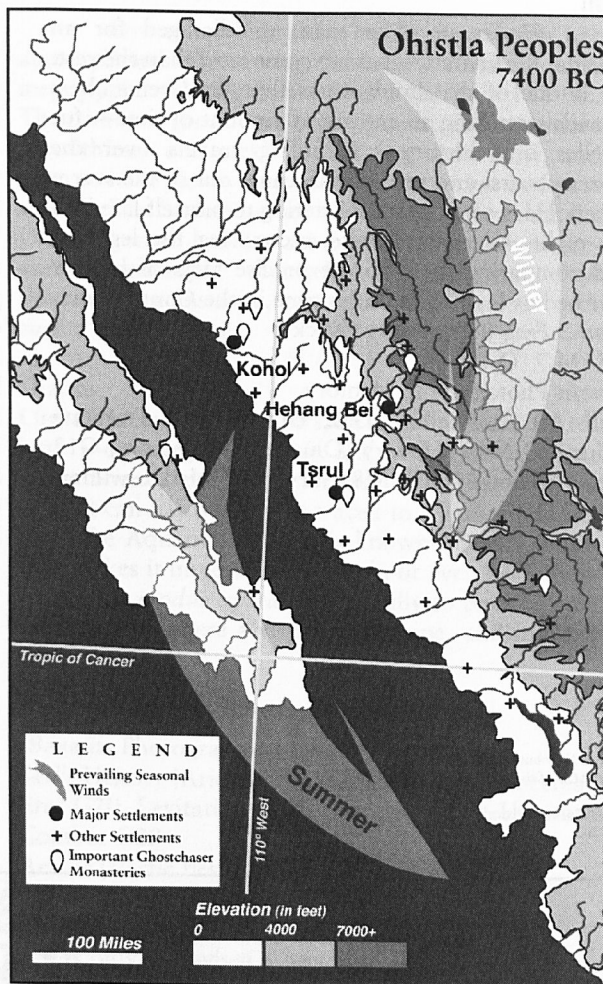 Ohistla Peoples
7400 BC
Winter
Kohol
Hehang Bei
Tsrul
Tropic of Cancer
110° West
Summer
LEGEND
Prevailing Seasonal
Winds
Major Settlements
Other Settlements
Important Ghostchaser
Monasteries
Elevation (in feet)
0 4000 7000+
100 Miles